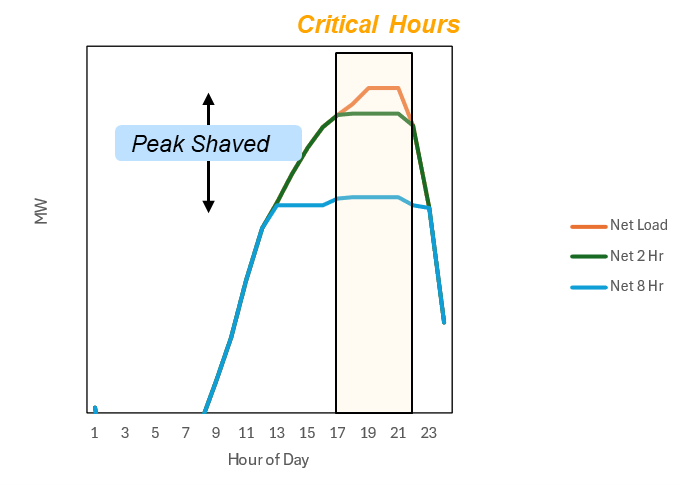 Critical Hours
Peak Shaved
MW
Net Load
Net 2 Hr
Net 8 Hr
1 3 5 7 9 11 13 15 17 19 21 23
Hour of Day